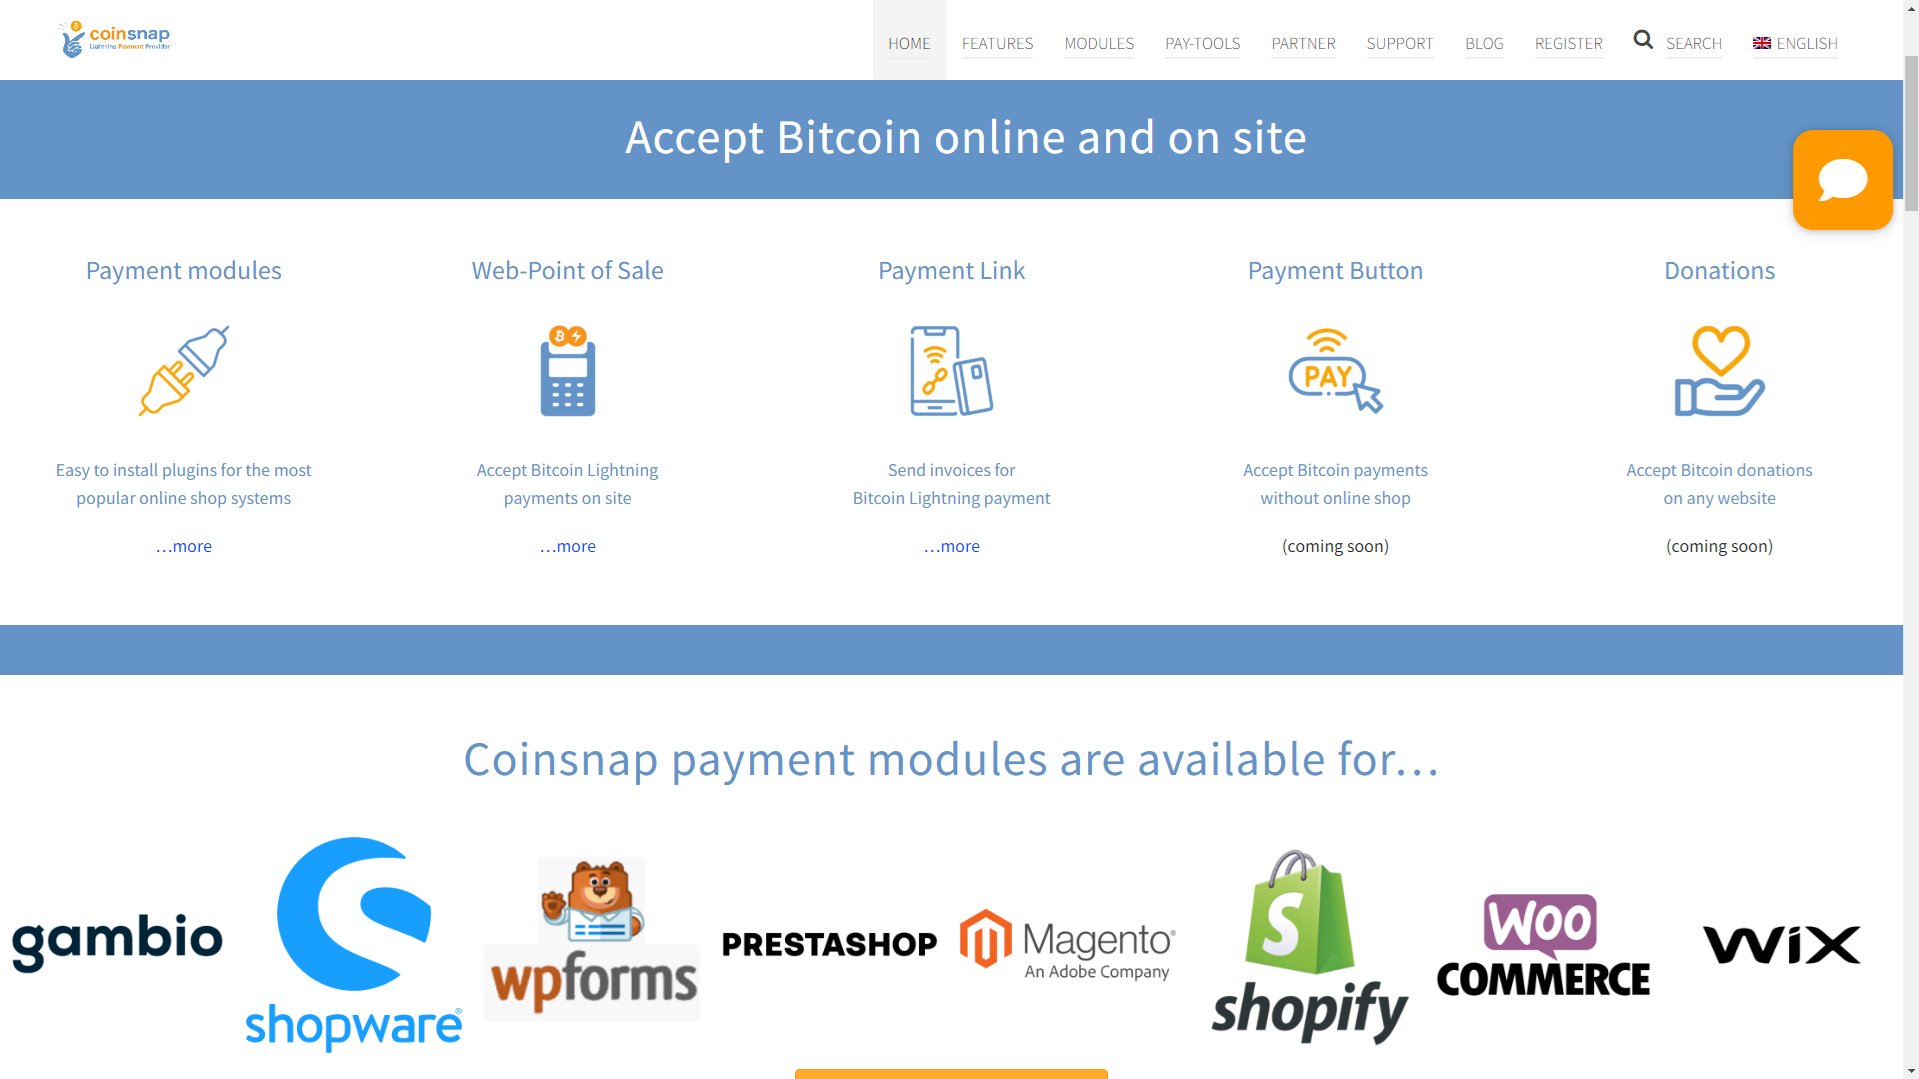 coinsnap
Lightning Payment Provider
HOME
FEATURES
MODULES
PAY-TOOLS
PARTNER
SUPPORT
BLOG
REGISTER
SEARCH
ENGLISH
Accept Bitcoin online and on site
Payment modules
Easy to install plugins for the most
popular online shop systems
...more
Web-Point of Sale
Accept Bitcoin Lightning
payments on site
...more
Payment Link
Send invoices for
Bitcoin Lightning payment
...more
Payment Button
PAY
Accept Bitcoin payments
without online shop
(coming soon)
Donations
Accept Bitcoin donations
on any website
(coming soon)
Coinsnap payment modules are available for...
gambio
shopware®
wpforms
PRESTASHOP
Magento®
An Adobe Company
S
shopify
WOO
COMMERCE
WiX